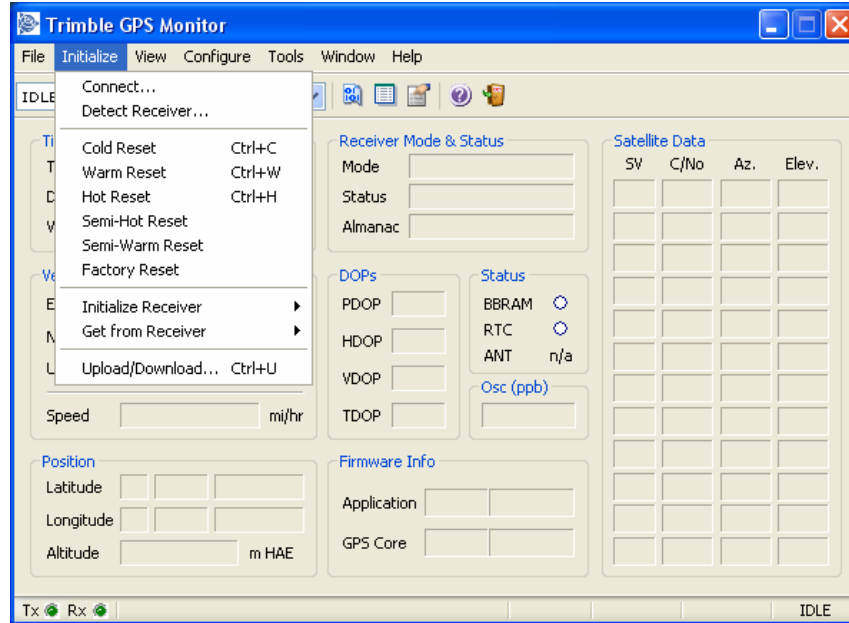 Trimble GPS Monitor
File Initialize View Configure Tools Window Help
IDLE
Connect...
Detect Receiver...
Cold Reset Ctrl+C
Warm Reset Ctrl+W
Hot Reset Ctrl+H
Semi-Hot Reset
Semi-Warm Reset
Factory Reset
Initialize Receiver
Get from Receiver
Upload/Download... Ctrl+U
Speed mi/hr
Position
Latitude
Longitude
Altitude m HAE
Receiver Mode & Status
Mode
Status
Almanac
DOPs
PDOP
HDOP
VDOP
TDOP
Status
BBRAM
RTC
ANT n/a
Osc (ppb)
Firmware Info
Application
GPS Core
Satellite Data
SV C/No Az. Elev.
Tx Rx IDLE